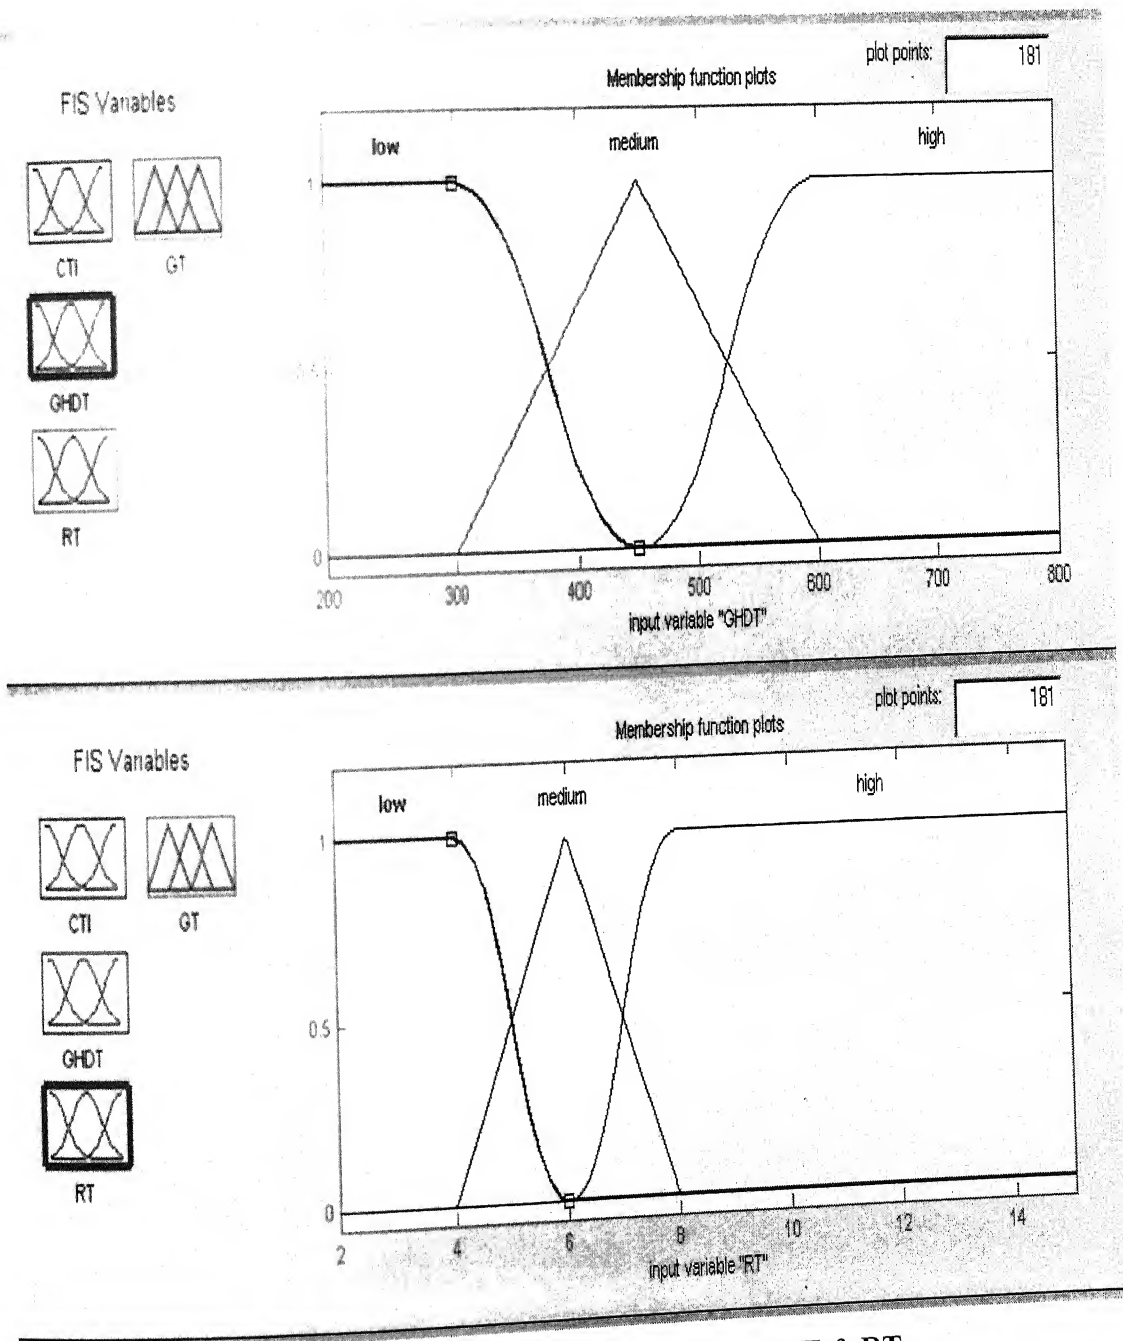 plot points: 181
Membership function plots
FIS Variables
low medium high
1
CTI GT
GHDT
RT
0
200 300 400 500 600 700 800
input variable "GHDT"
plot points: 181
Membership function plots
FIS Variables
low medium high
1
CTI GT
0.5
GHDT
RT
0
2 4 6 8 10 12 14
input variable "RT"
& RT